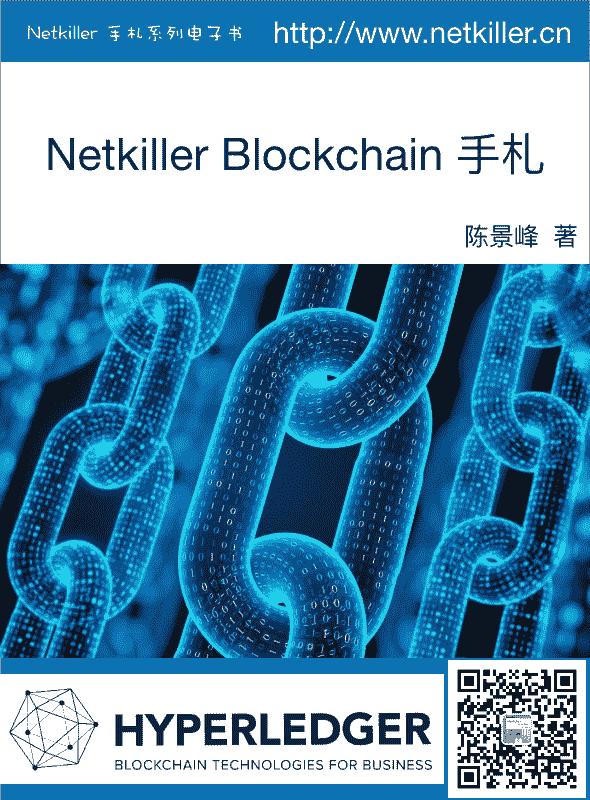 Netkiller 手札系列电子书 http://www.netkiller.cn
Netkiller Blockchain 手札
陈景峰 著
HYPERLEDGER
BLOCKCHAIN TECHNOLOGIES FOR BUSINESS